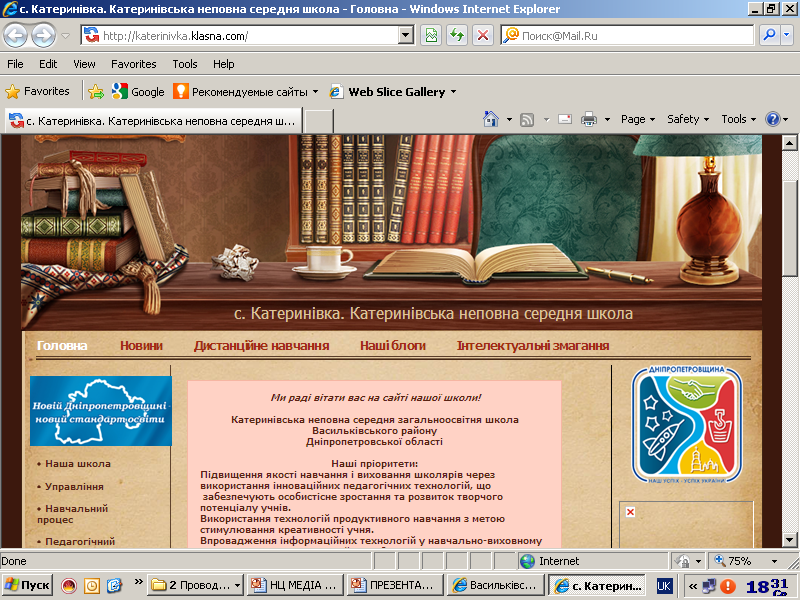 с. Катеринівка. Катеринівська неповна середня школа - Головна - Windows Internet Explorer
http://katerinivka.klasna.com/
Поиск@Mail.Ru
File Edit View Favorites Tools Help
Favorites Google Рекомендуемые сайты Web Slice Gallery
с. Катеринівка. Катеринівська неповна середня ш...
Page Safety Tools
с. Катеринівка. Катеринівська неповна середня школа
Головна Новини Дистанційне навчання Наші блоги Інтелектуальні змагання
Новій Дніпропетровщині
новий стандарт освіти
• Наша школа
• Управління
• Навчальний
процес
• Педагогічний
Ми раді вітати вас на сайті нашої школи!
Катеринівська неповна середня загальноосвітня школа
Васильківського району
Дніпропетровської області
Наші пріоритети:
Підвищення якості навчання і виховання школярів через
використання інноваційних педагогічних технологій, що
забезпечують особистісне зростання та розвиток творчого
потенціалу учнів.
Використання технологій продуктивного навчання з метою
стимулювання креативності учня.
Впровадження інформаційних технологій у навчально-виховному
ДНІПРОПЕТРОВЩИНА
НАШ УСПІХ - УСПІХ УКРАЇНИ
Done Internet 75%
Пуск 2 Провод... НЦ МЕДІА ... ПРЕЗЕНТА... Васильківс... с. Катерин... UK 18 31 Ср